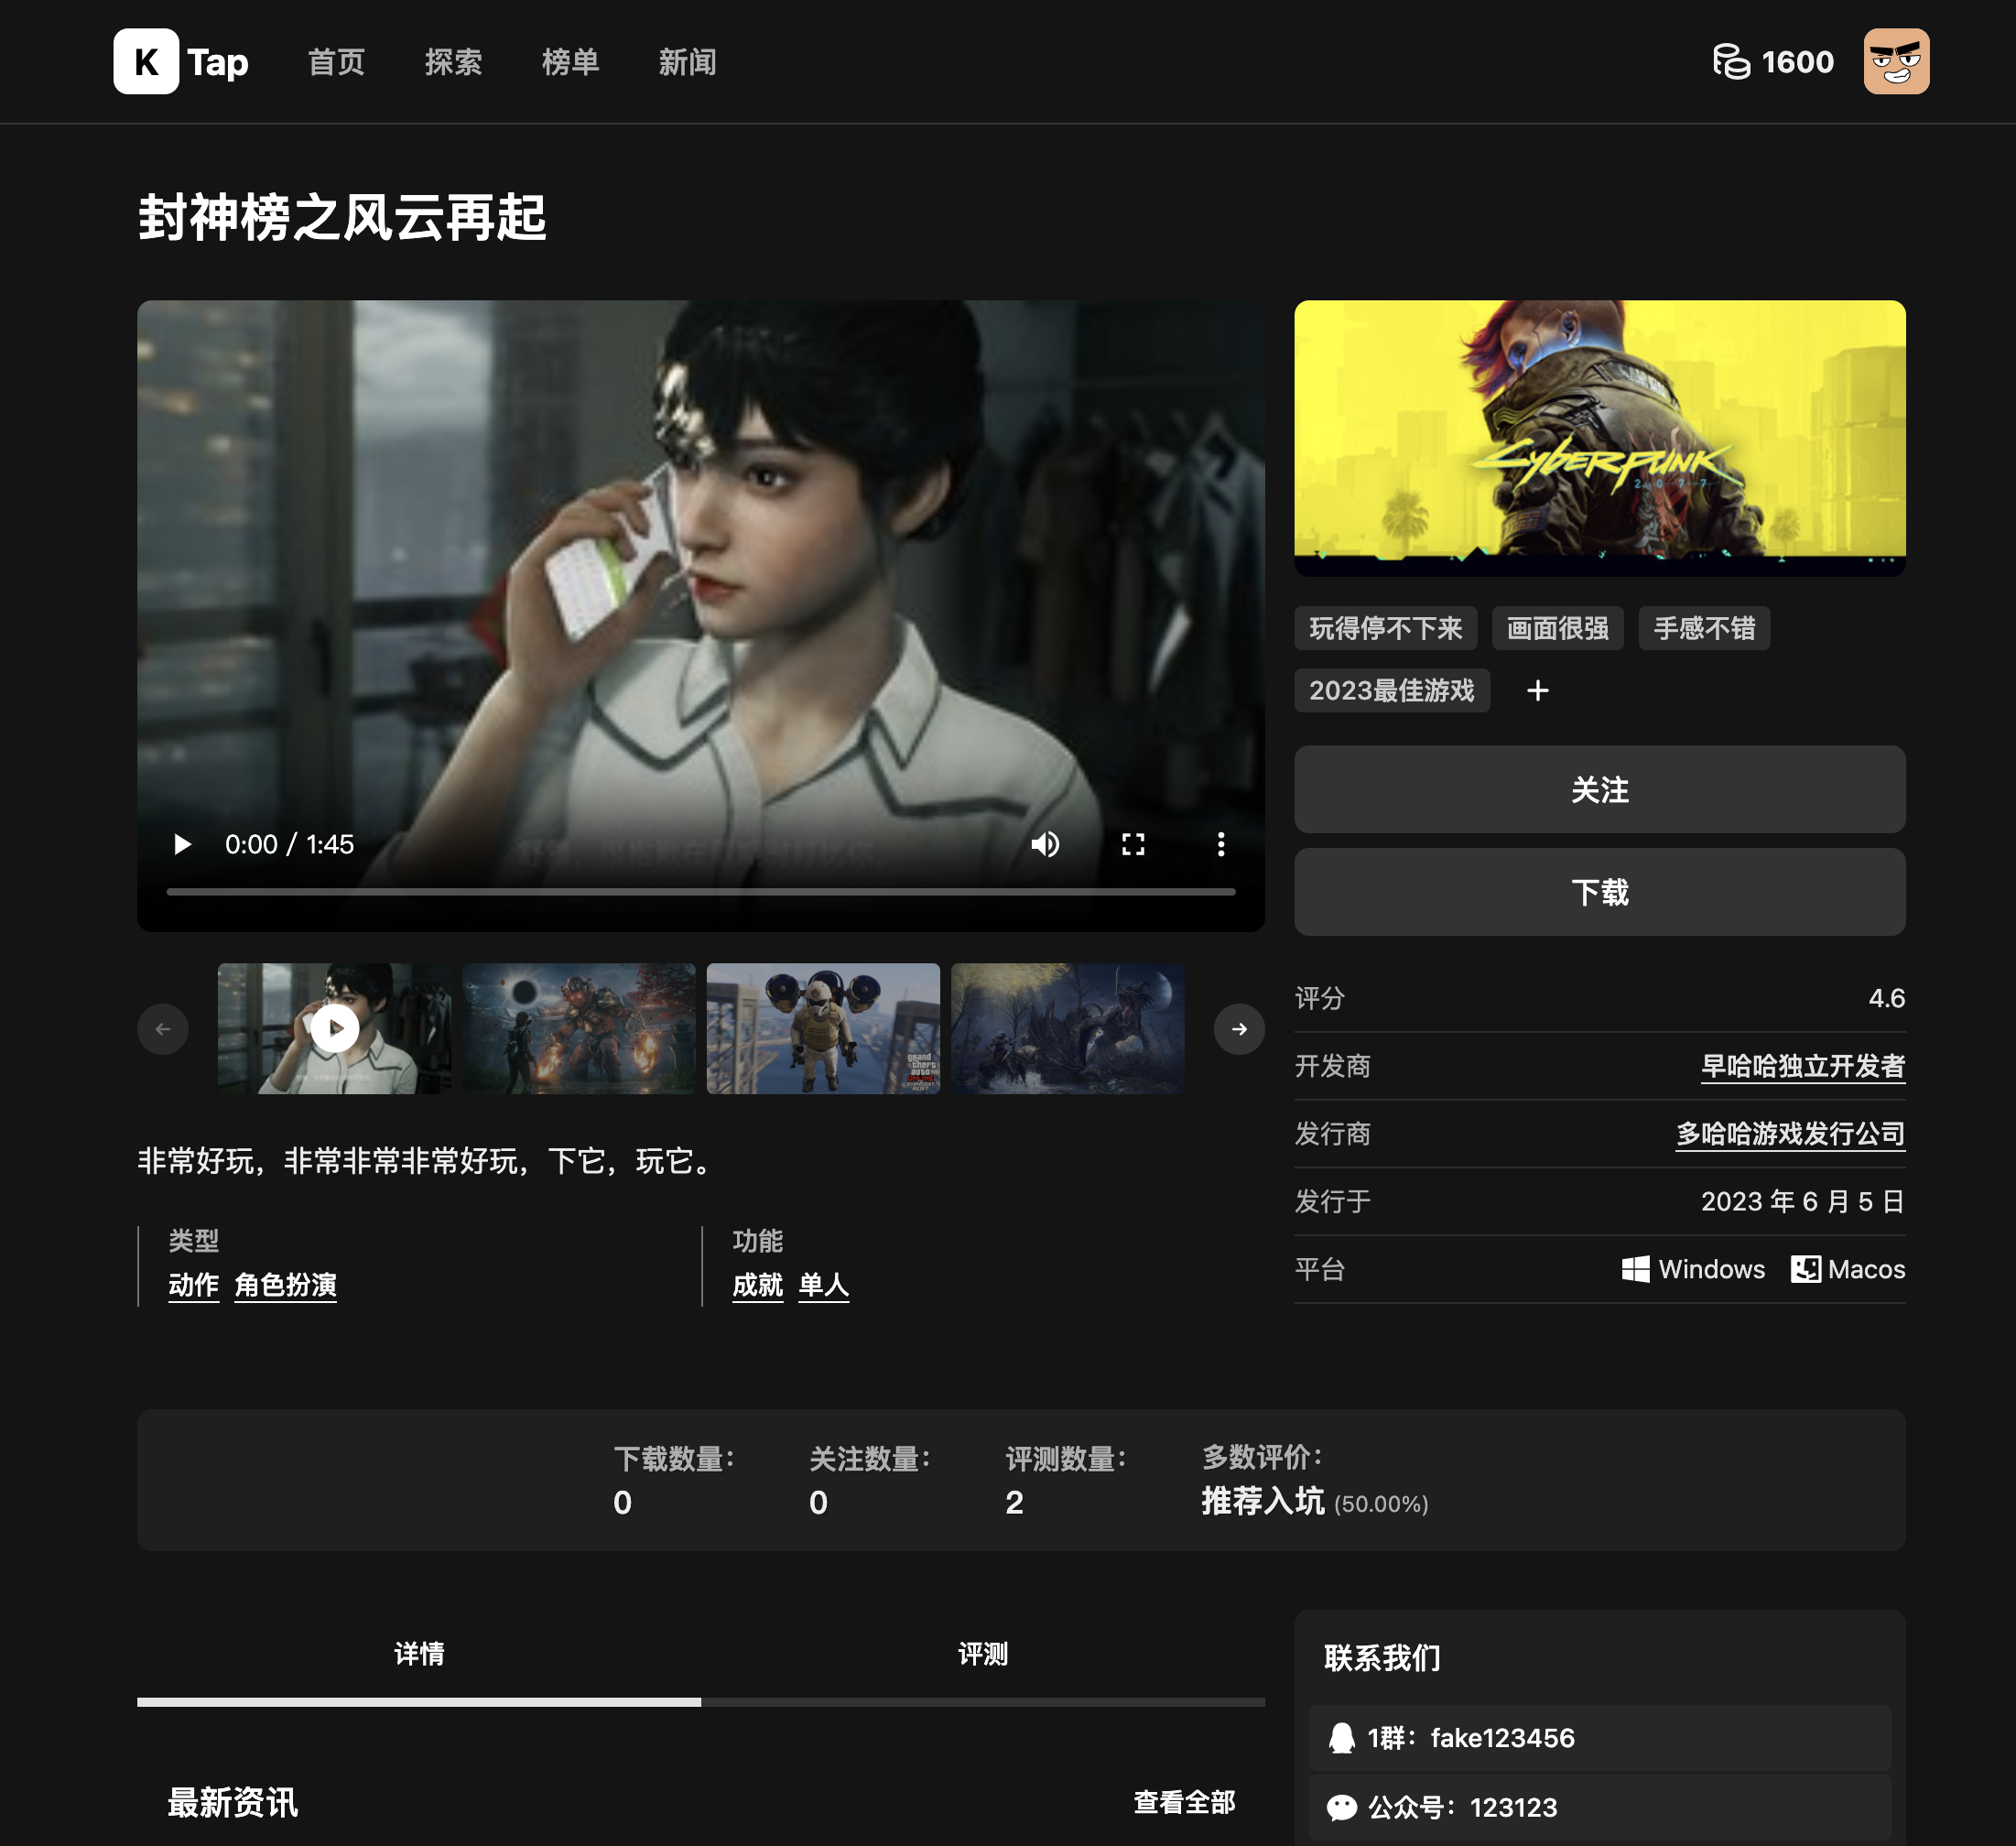 K Tap 首页 探索 榜单 新闻 1600
封神榜之风云再起
CYBERPUNK
2077
玩得停不下来 画面很强 手感不错
2023最佳游戏 +
关注
下载
0:00 / 1:45
grand
theft
auto
评分 4.6
开发商 早哈哈独立开发者
发行商 多哈哈游戏发行公司
发行于 2023 年 6 月 5 日
平台 Windows Macos
非常好玩，非常非常非常好玩，下它，玩它。
类型
动作 角色扮演
功能
成就 单人
下载数量： 关注数量： 评测数量： 多数评价：
0 0 2 推荐入坑 (50.00%)
详情 评测
最新资讯 查看全部
联系我们
1群：fake123456
公众号：123123